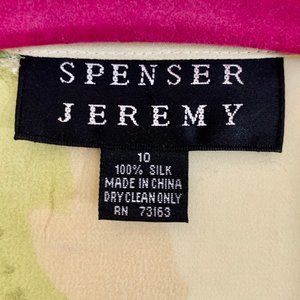 SPENSER
JEREMY
10
100% SILK
MADE IN CHINA
DRY CLEAN ONLY
RN 73163